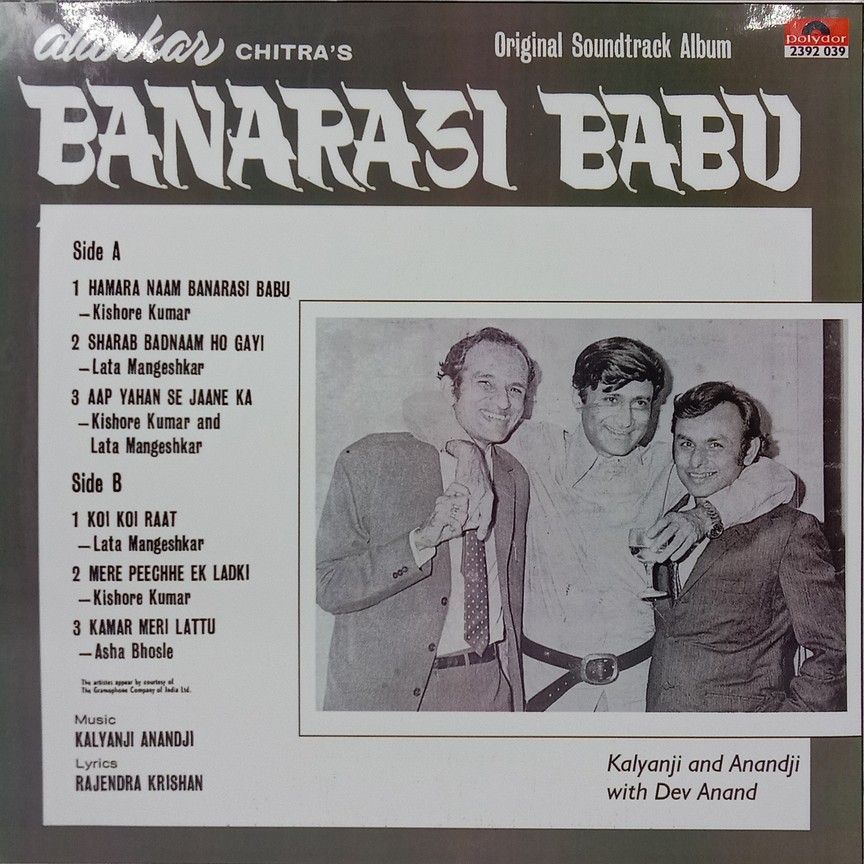 alankar CHITRA'S
Original Soundtrack Album
polydor
2392 039
BANARASI BABU
Side A
1 HAMARA NAAM BANARASI BABU
–Kishore Kumar
2 SHARAB BADNAAM HO GAYI
–Lata Mangeshkar
3 AAP YAHAN SE JAANE KA
–Kishore Kumar and
Lata Mangeshkar
Side B
1 KOI KOI RAAT
–Lata Mangeshkar
2 MERE PEECHHE EK LADKI
–Kishore Kumar
3 KAMAR MERI LATTU
–Asha Bhosle
The artistes appear by courtesy of
The Gramophone Company of India Ltd.
Music
KALYANJI ANANDJI
Lyrics
RAJENDRA KRISHAN
Kalyanji and Anandji
with Dev Anand